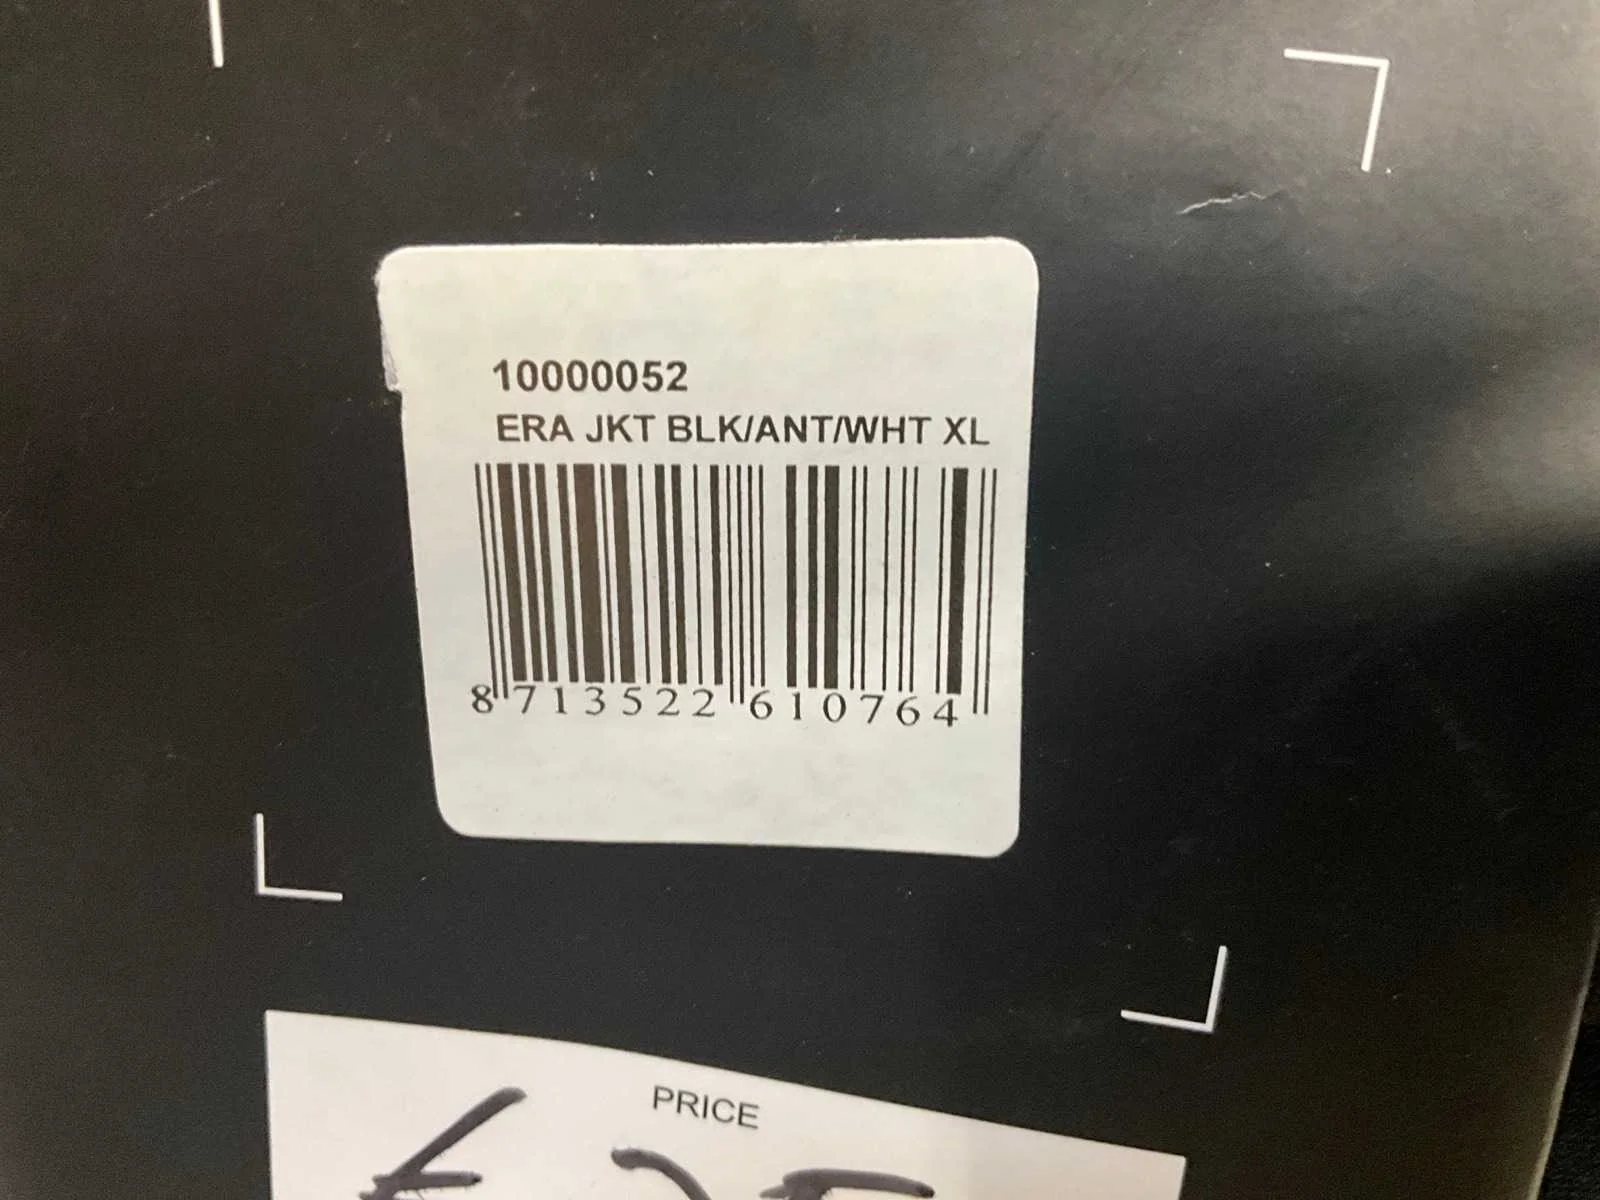 10000052
ERA JKT BLK/ANT/WHT XL
8 713522 610764
PRICE